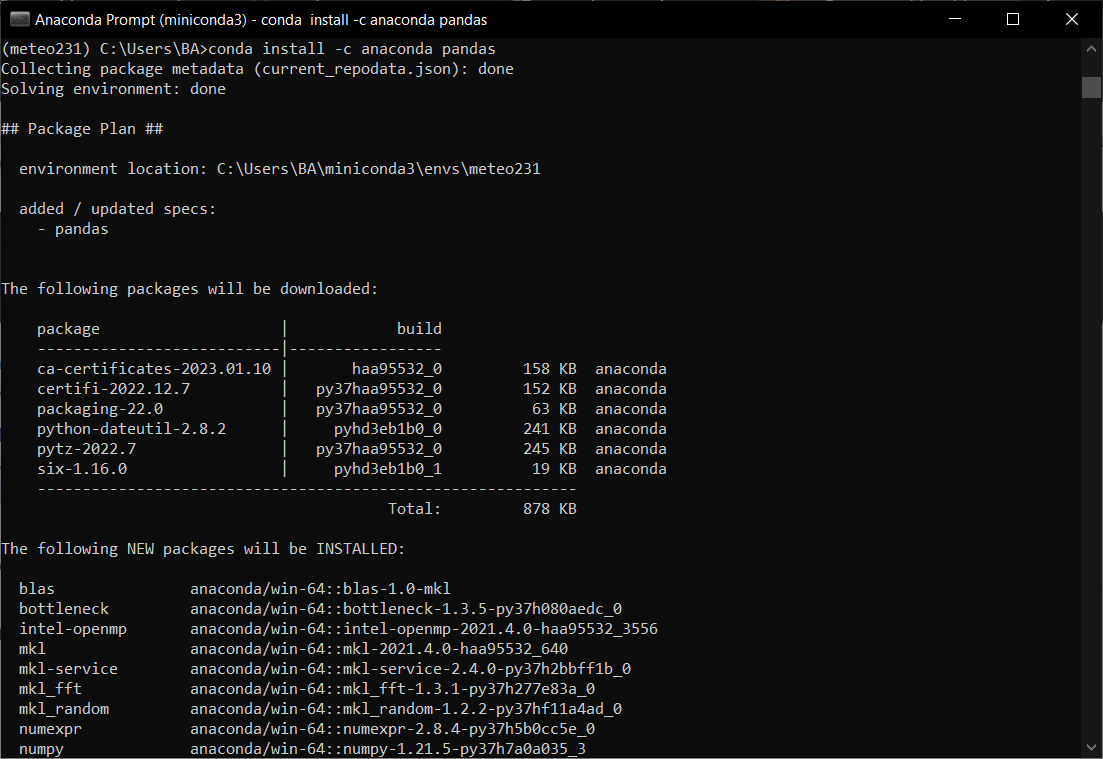 Anaconda Prompt (miniconda3) - conda  install -c anaconda pandas
(meteo231) C:\Users\BA>conda install -c anaconda pandas
Collecting package metadata (current_repodata.json): done
Solving environment: done
## Package Plan ##
  environment location: C:\Users\BA\miniconda3\envs\meteo231
  added / updated specs:
    - pandas
The following packages will be downloaded:
    package                    |            build
    ---------------------------|-----------------
    ca-certificates-2023.01.10 |       haa95532_0         158 KB  anaconda
    certifi-2022.12.7          |   py37haa95532_0         152 KB  anaconda
    packaging-22.0             |   py37haa95532_0          63 KB  anaconda
    python-dateutil-2.8.2      |     pyhd3eb1b0_0         241 KB  anaconda
    pytz-2022.7                |   py37haa95532_0         245 KB  anaconda
    six-1.16.0                 |     pyhd3eb1b0_1          19 KB  anaconda
    ------------------------------------------------------------
                                           Total:         878 KB
The following NEW packages will be INSTALLED:
  blas               anaconda/win-64::blas-1.0-mkl
  bottleneck         anaconda/win-64::bottleneck-1.3.5-py37h080aedc_0
  intel-openmp       anaconda/win-64::intel-openmp-2021.4.0-haa95532_3556
  mkl                anaconda/win-64::mkl-2021.4.0-haa95532_640
  mkl-service        anaconda/win-64::mkl-service-2.4.0-py37h2bbff1b_0
  mkl_fft            anaconda/win-64::mkl_fft-1.3.1-py37h277e83a_0
  mkl_random         anaconda/win-64::mkl_random-1.2.2-py37hf11a4ad_0
  numexpr            anaconda/win-64::numexpr-2.8.4-py37h5b0cc5e_0
  numpy              anaconda/win-64::numpy-1.21.5-py37h7a0a035_3